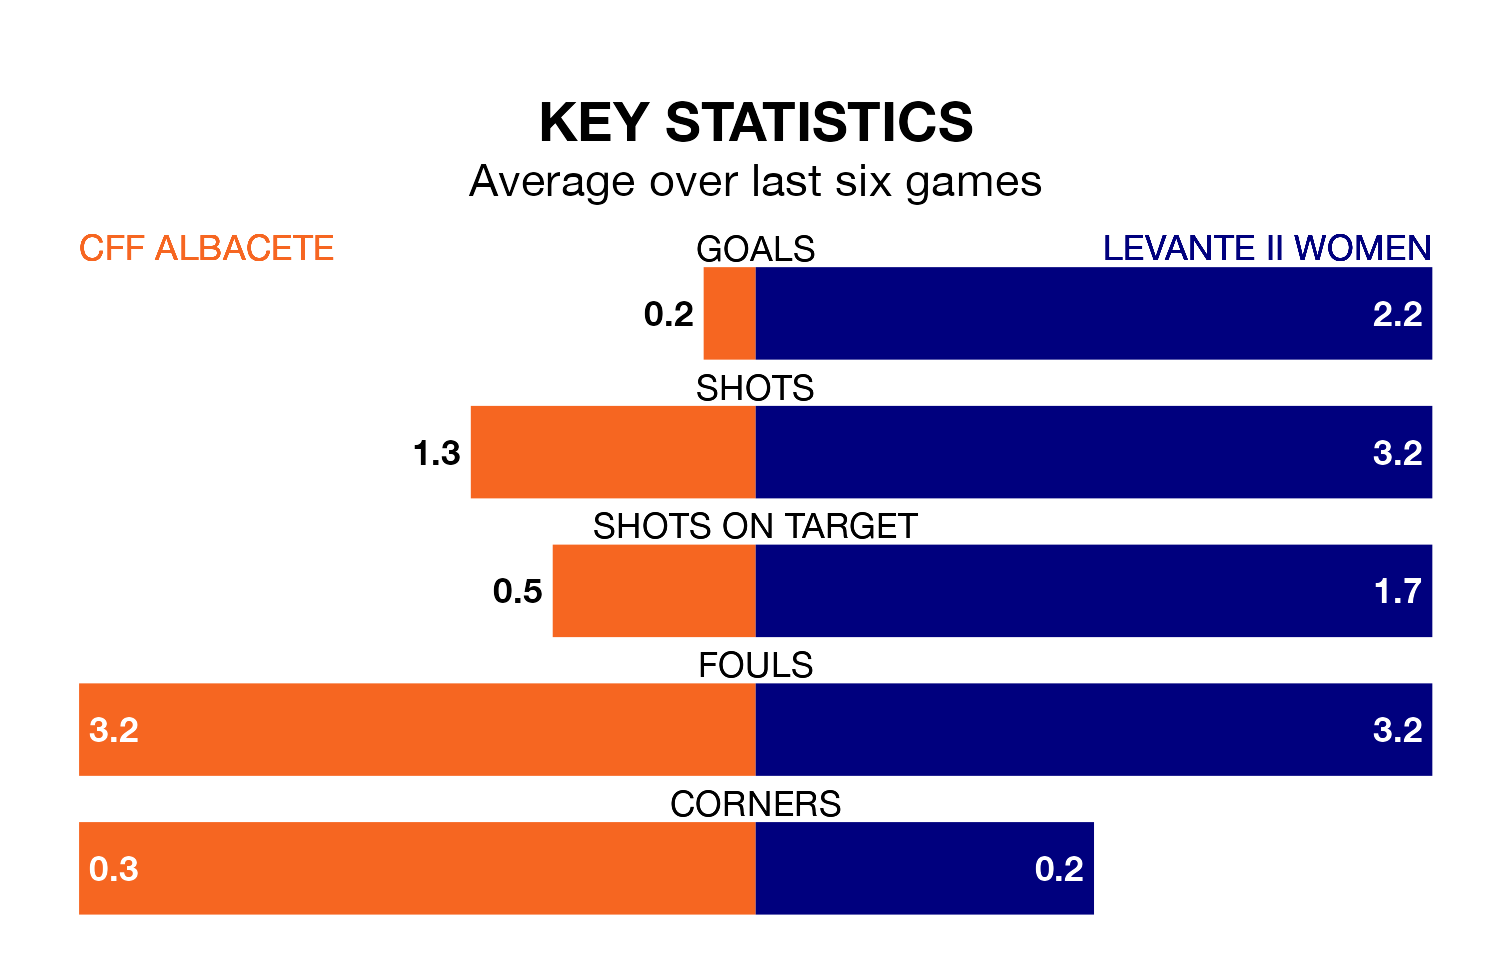 KEY STATISTICS
Average over last six games
CFF ALBACETE
GOALS
LEVANTE II WOMEN
0.2
2.2
SHOTS
1.3
3.2
SHOTS ON TARGET
0.5
1.7
FOULS
3.2
3.2
CORNERS
0.3
0.2